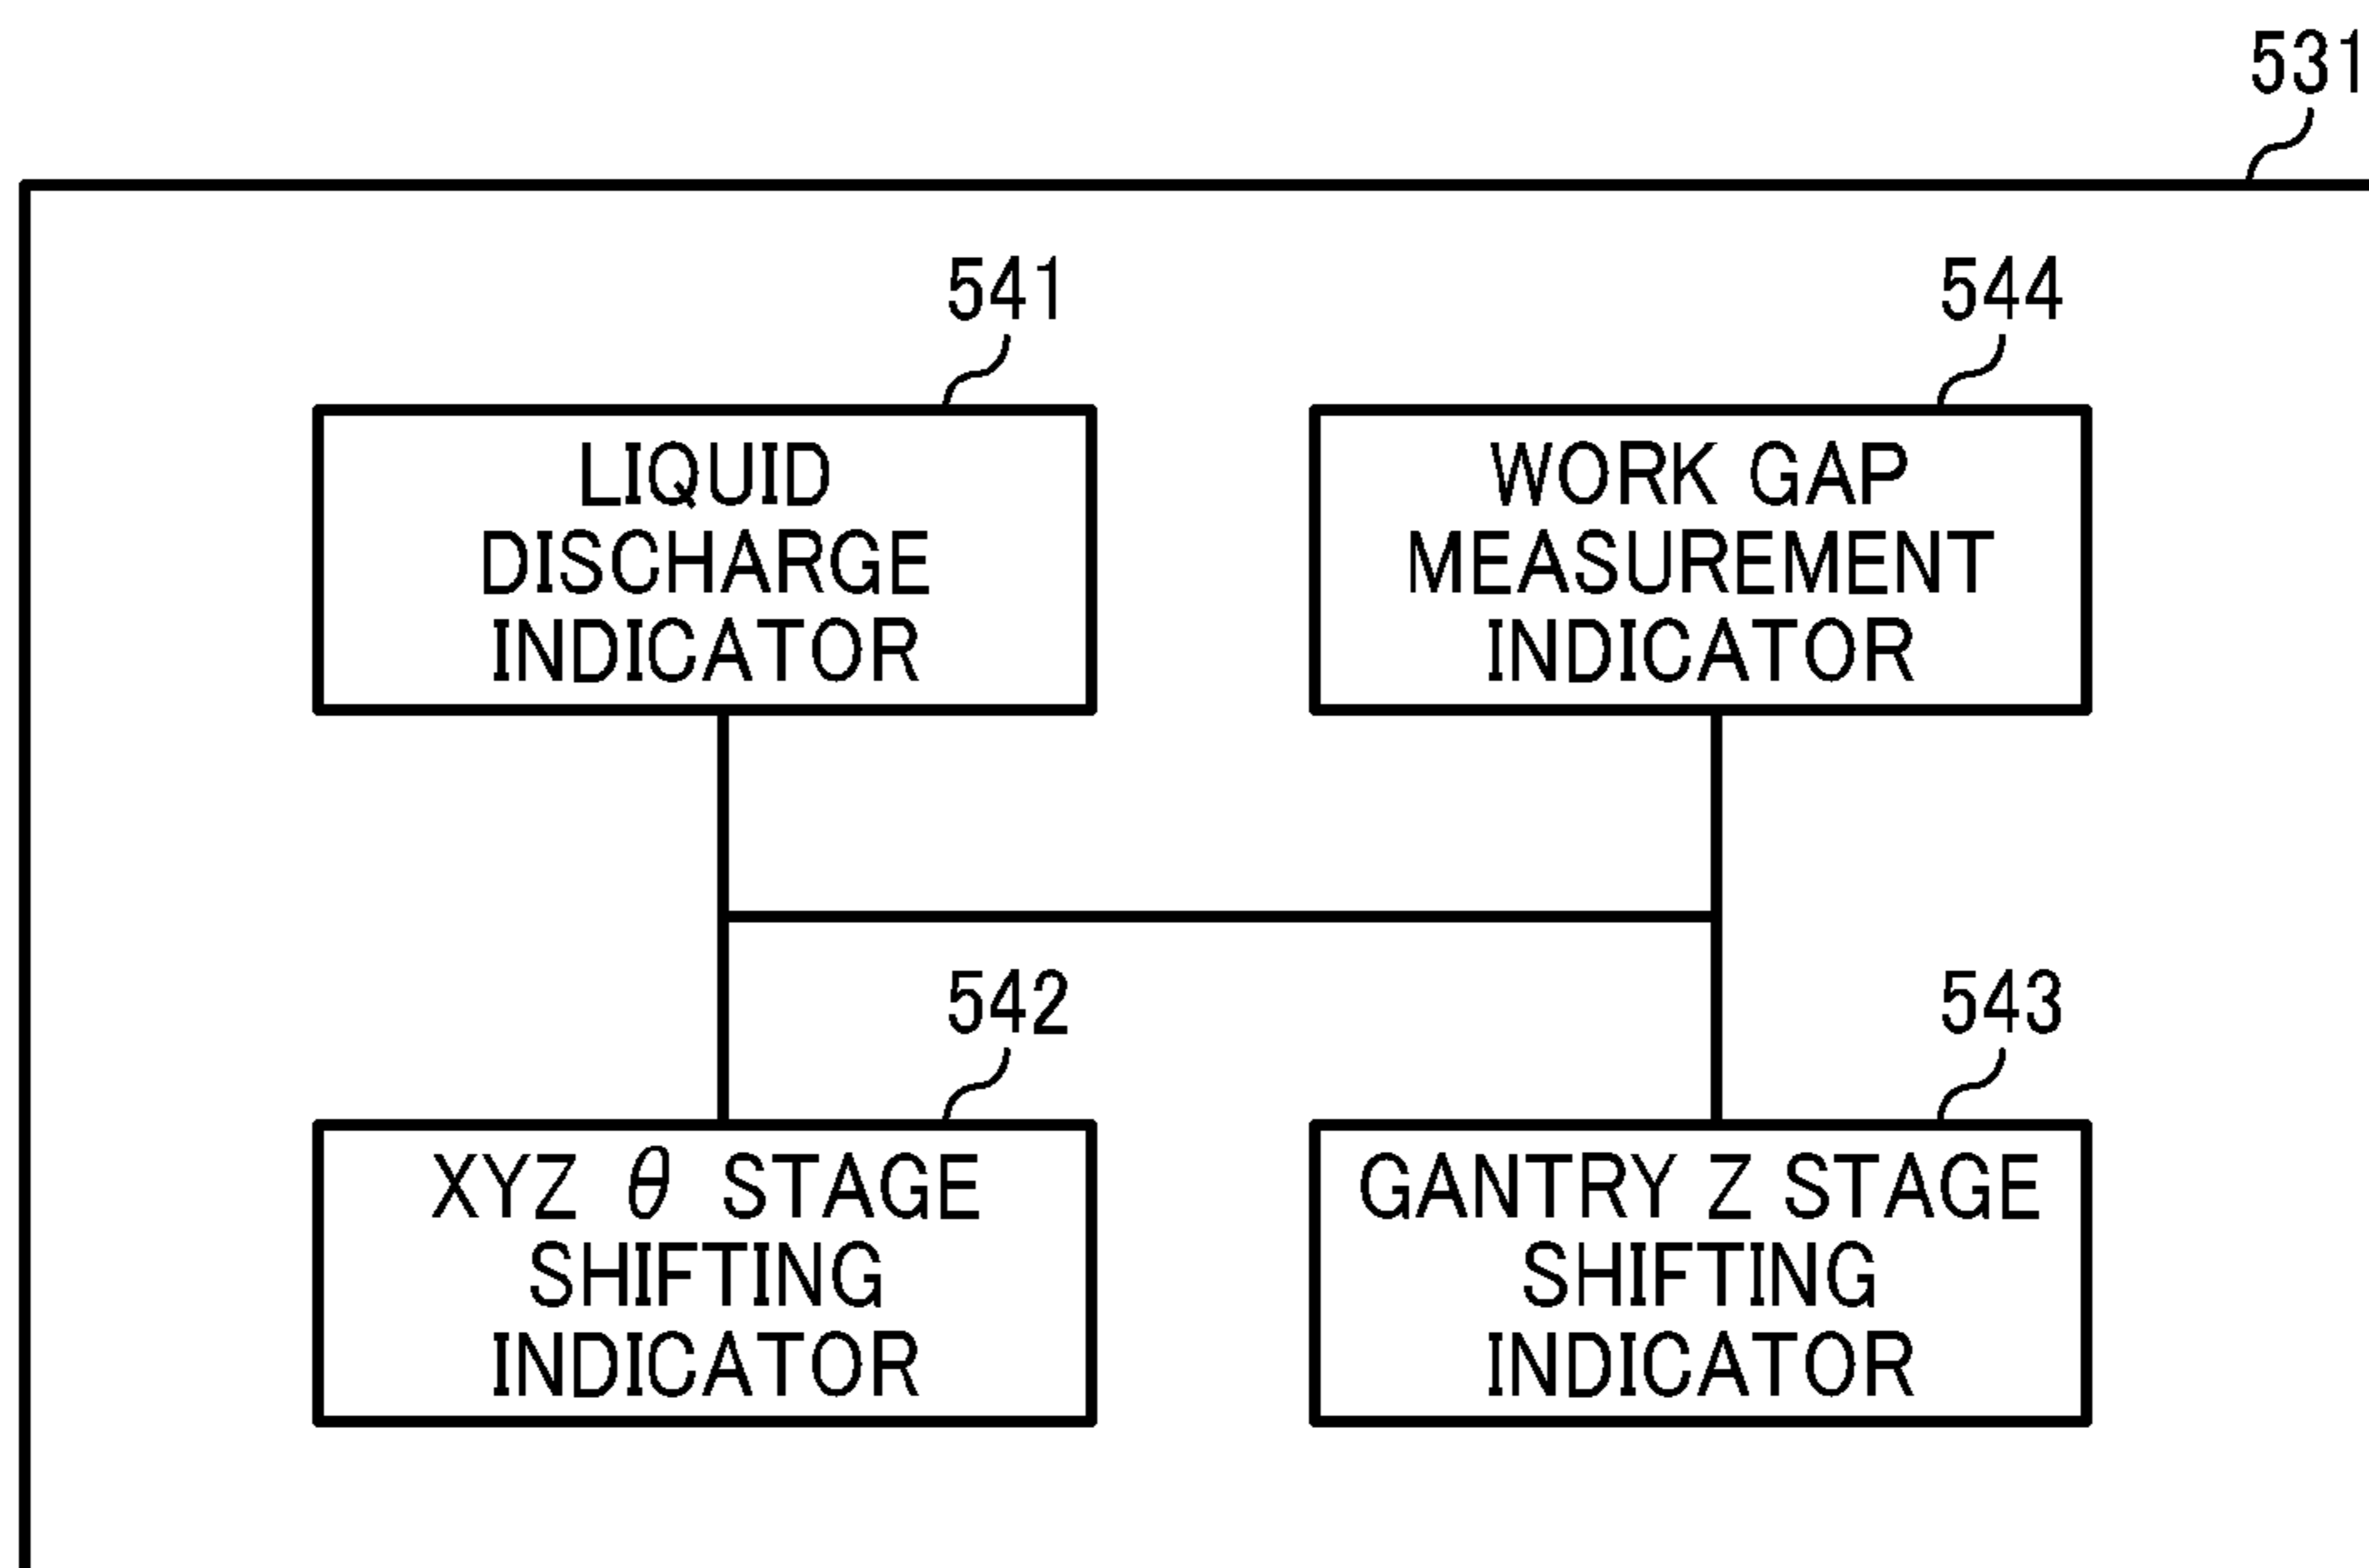 531
541
LIQUID
DISCHARGE
INDICATOR
544
WORK GAP
MEASUREMENT
INDICATOR
542
XYZ θ STAGE
SHIFTING
INDICATOR
543
GANTRY Z STAGE
SHIFTING
INDICATOR